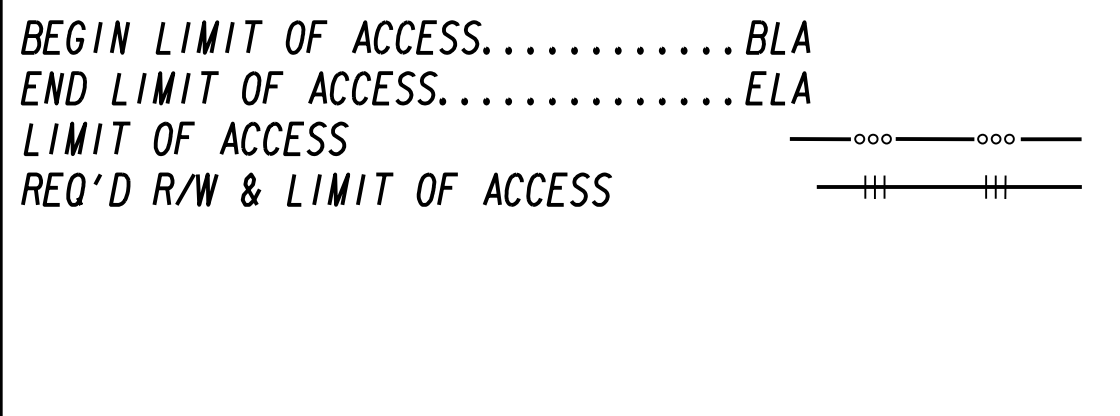 BEGIN LIMIT OF ACCESS............BLA
END LIMIT OF ACCESS..............ELA
LIMIT OF ACCESS
REQ'D R/W & LIMIT OF ACCESS